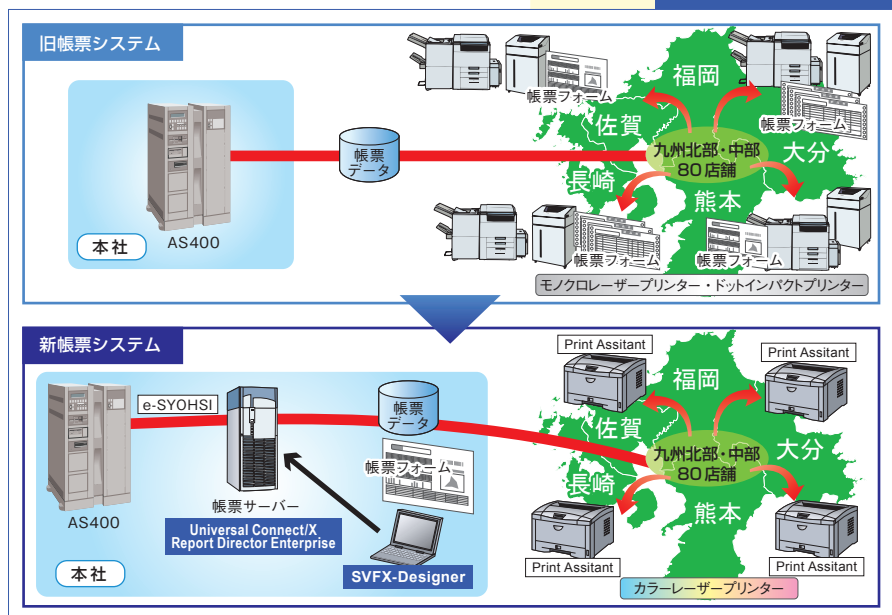 旧帳票システム
福岡
帳票フォーム
帳票フォーム
佐賀
九州北部・中部
80店舗
大分
帳票
データ
長崎
熊本
本社
AS400
帳票フォーム
帳票フォーム
モノクロレーザープリンター・ドットインパクトプリンター
新帳票システム
Print Assitant
Print Assitant
福岡
e-SYOHSI
帳票
データ
佐賀
九州北部・中部
80店舗
大分
帳票フォーム
長崎
帳票サーバー
熊本
AS400
Universal Connect/X
Report Director Enterprise
Print Assitant
Print Assitant
本社
SVFX-Designer
カラーレーザープリンター